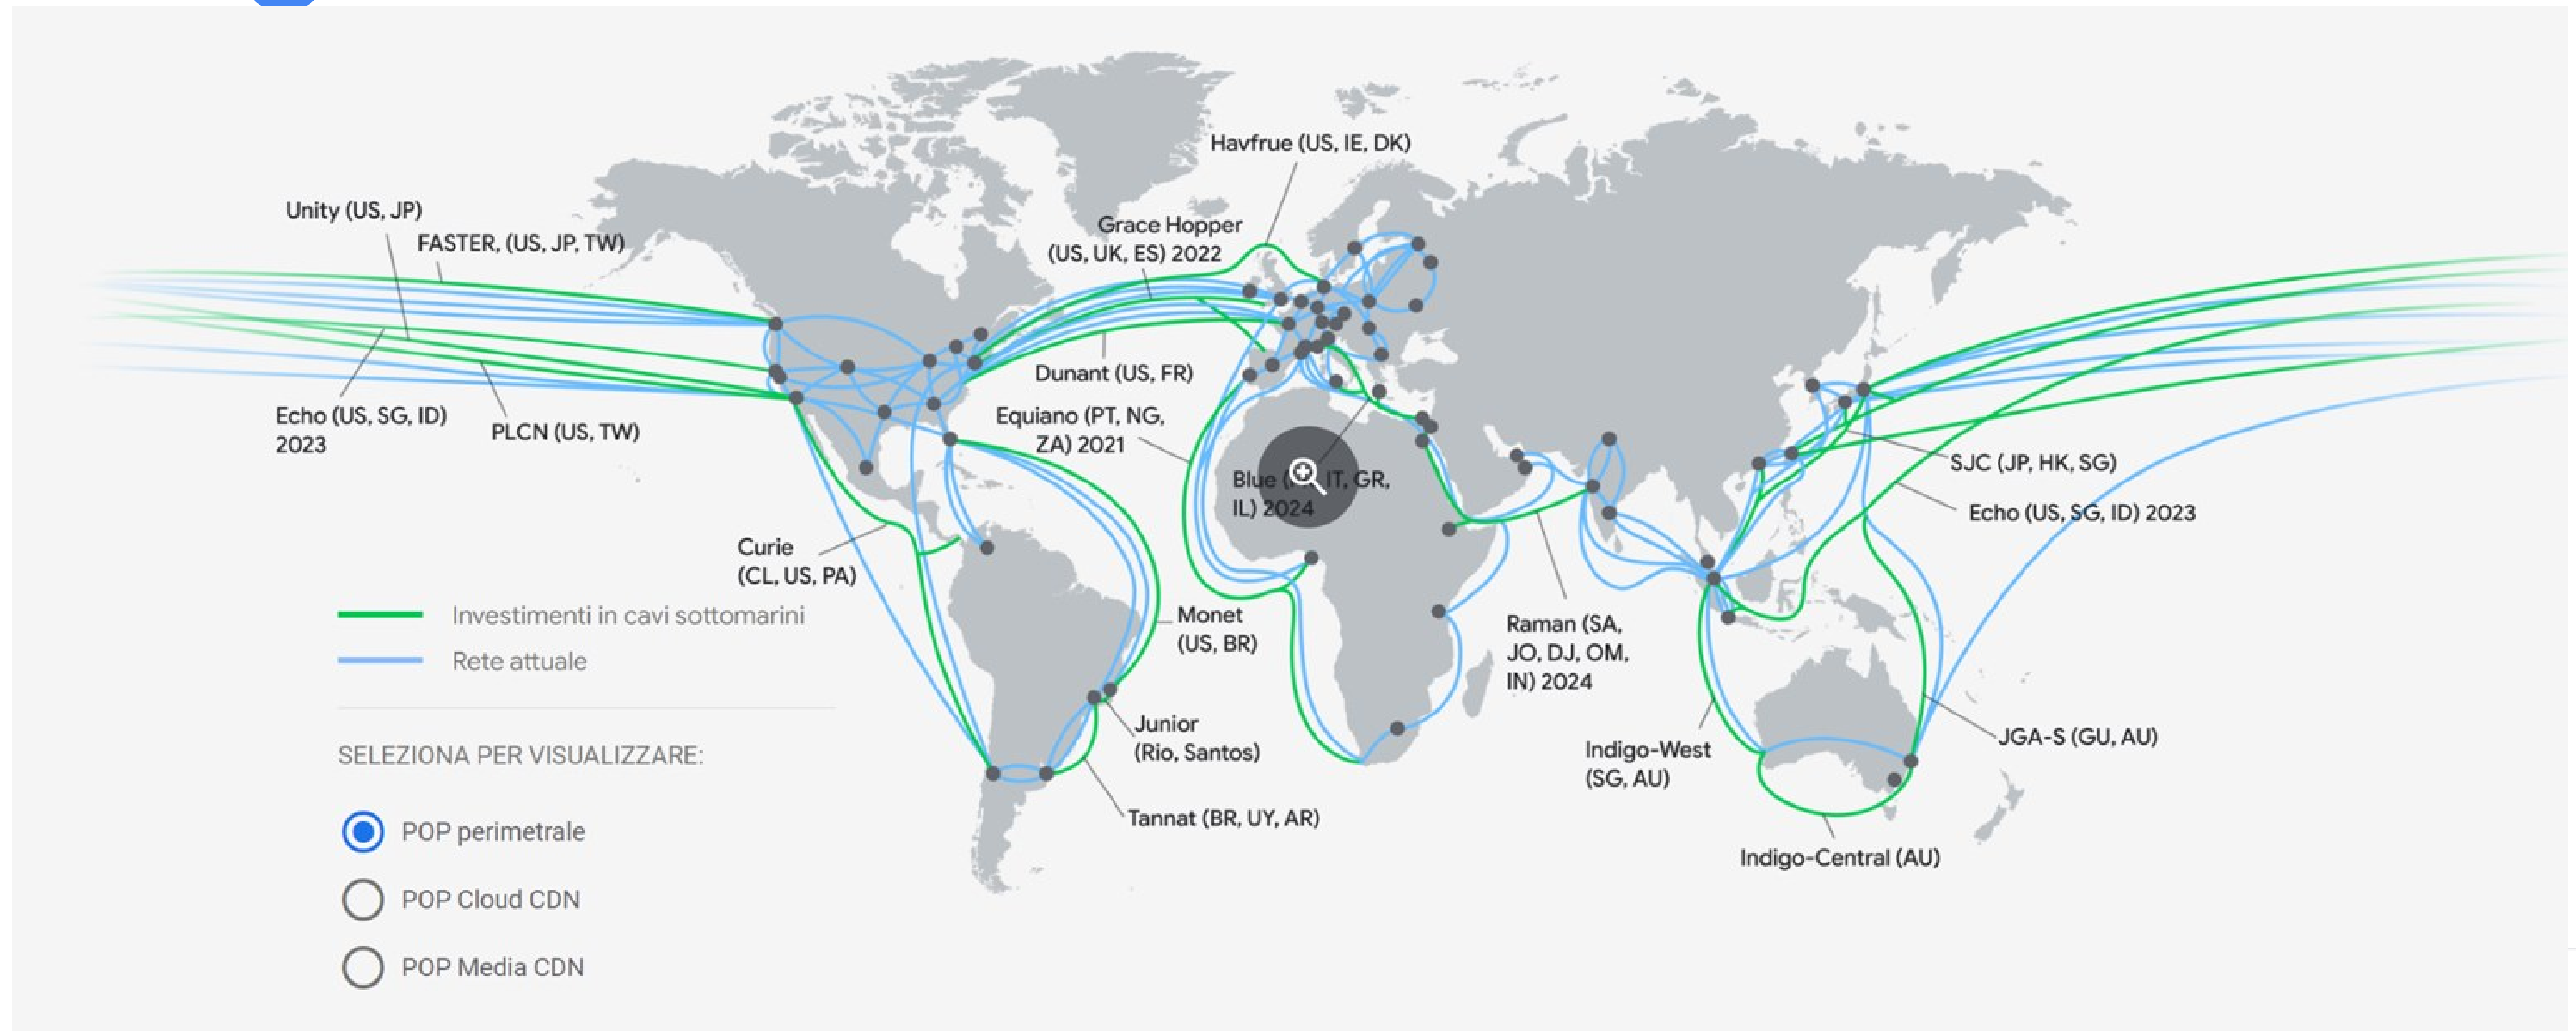 Havfrue (US, IE, DK)
Unity (US, JP)
FASTER, (US, JP, TW)
Grace Hopper
(US, UK, ES) 2022
Dunant (US, FR)
Echo (US, SG, ID)
2023
PLCN (US, TW)
Equiano (PT, NG,
ZA) 2021
Blue ( IT, GR,
IL) 2024
SJC (JP, HK, SG)
Echo (US, SG, ID) 2023
Curie
(CL, US, PA)
Monet
(US, BR)
Raman (SA,
JO, DJ, OM,
IN) 2024
Junior
(Rio, Santos)
Tannat (BR, UY, AR)
Indigo-West
(SG, AU)
JGA-S (GU, AU)
Indigo-Central (AU)
Investimenti in cavi sottomarini
Rete attuale
SELEZIONA PER VISUALIZZARE:
POP perimetrale
POP Cloud CDN
POP Media CDN